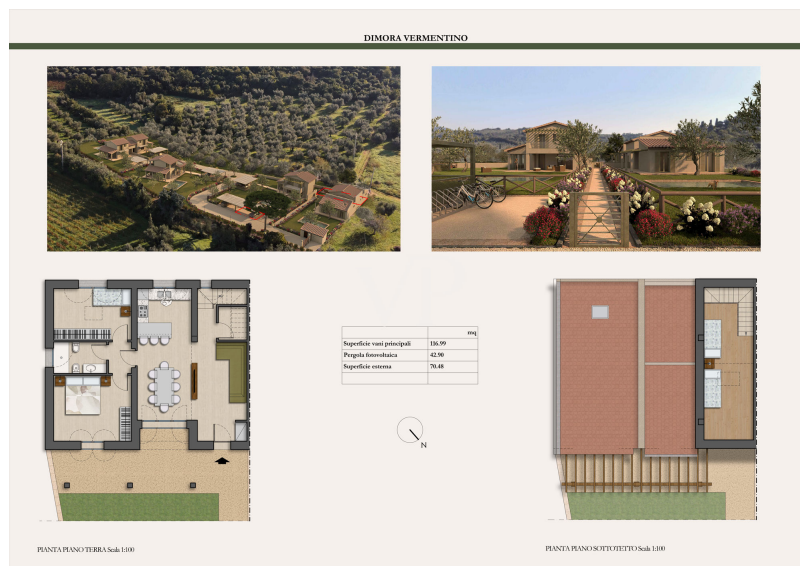 DIMORA VERMENTINO
mq
Superficie vani principali 116.99
Pergola fotovoltaica 42.90
Superficie esterna 70.48
N
PIANTA PIANO TERRA Scala 1:100
PIANTA PIANO SOTTOTETTO Scala 1:100